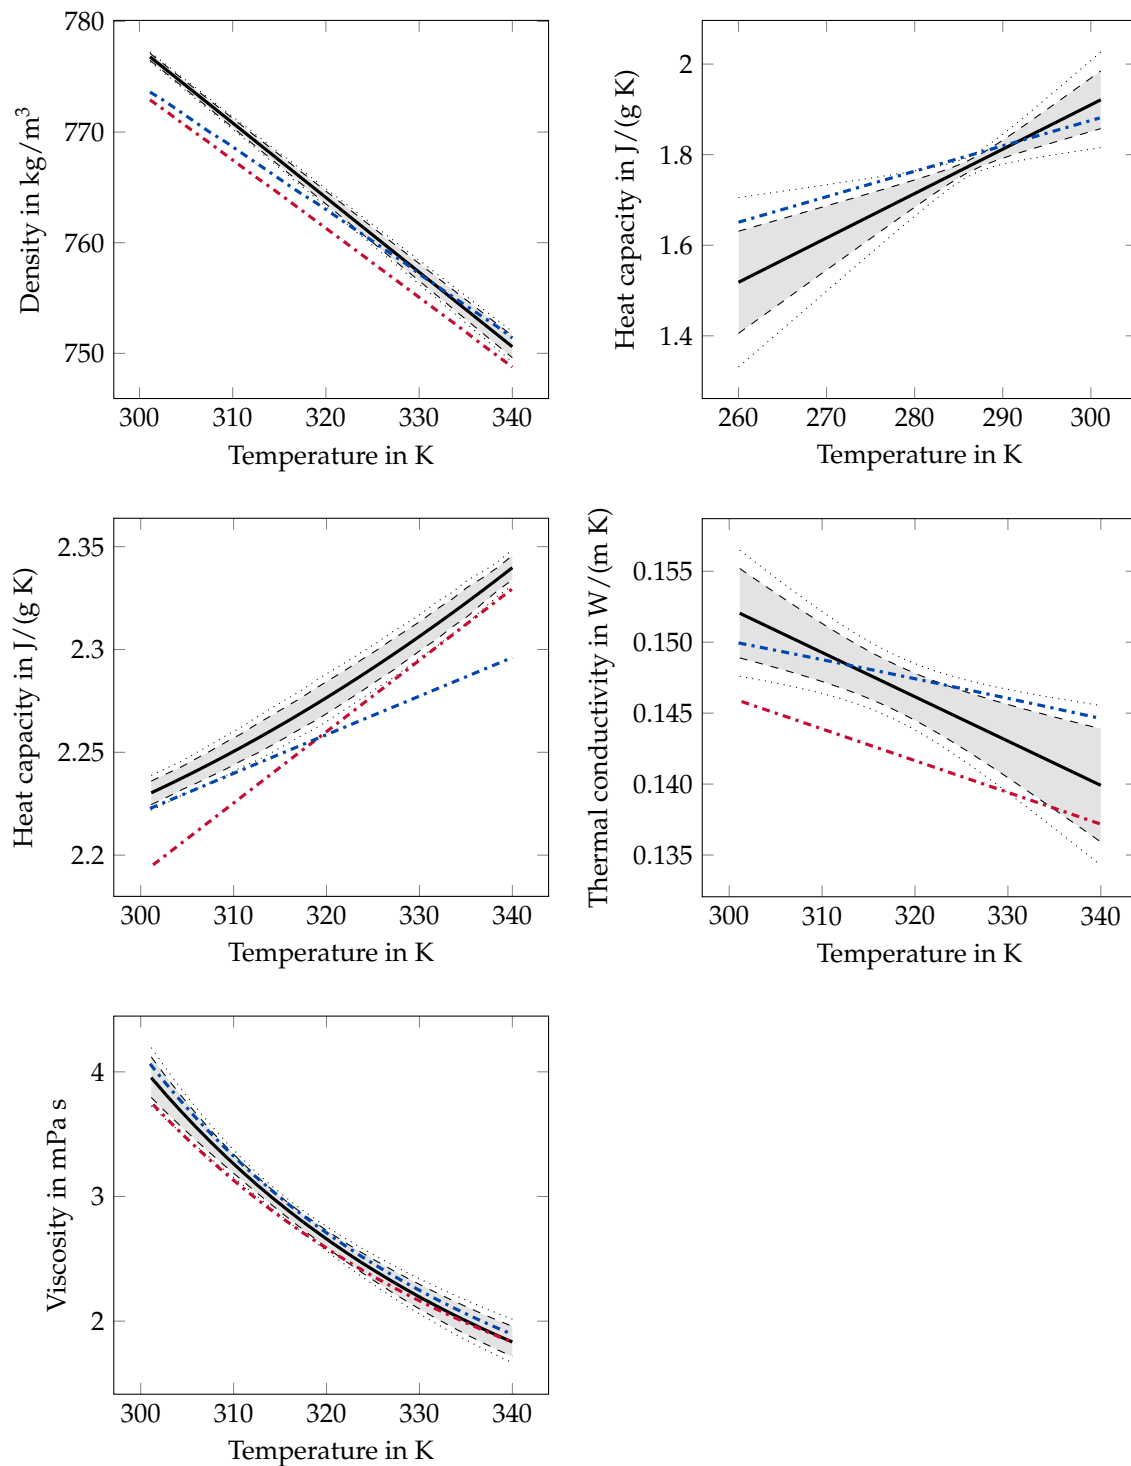 780
770
760
750
Density in kg/m³
300 310 320 330 340
Temperature in K
2
1.8
1.6
1.4
Heat capacity in J/(g K)
260 270 280 290 300
Temperature in K
2.35
2.3
2.25
2.2
Heat capacity in J/(g K)
300 310 320 330 340
Temperature in K
0.155
0.150
0.145
0.140
0.135
Thermal conductivity in W/(m K)
300 310 320 330 340
Temperature in K
4
3
2
Viscosity in mPa s
300 310 320 330 340
Temperature in K